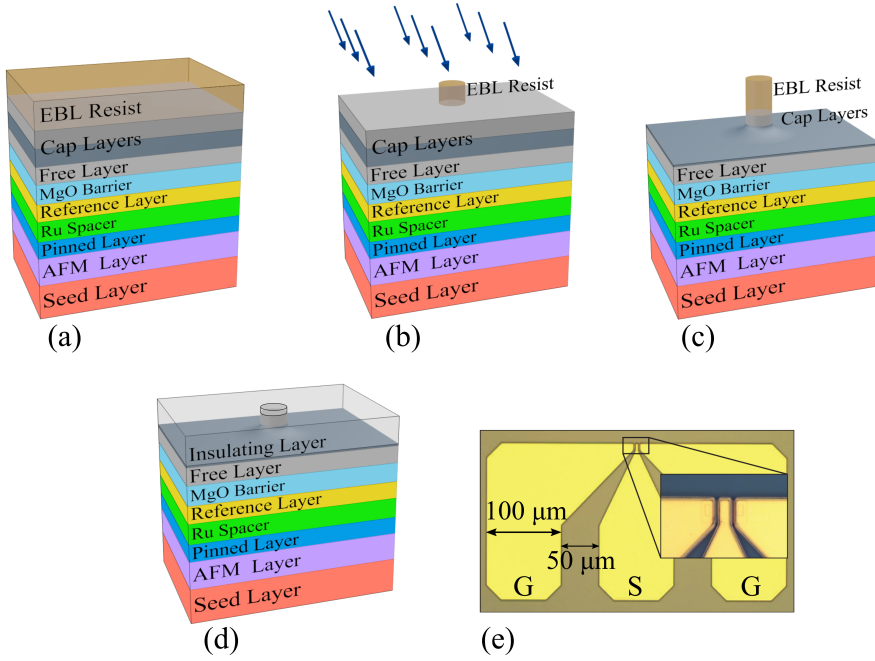 EBL Resist
Cap Layers
Free Layer
MgO Barrier
Reference Layer
Ru Spacer
Pinned Layer
AFM Layer
Seed Layer
(a)
EBL Resist
Cap Layers
Free Layer
MgO Barrier
Reference Layer
Ru Spacer
Pinned Layer
AFM Layer
Seed Layer
(b)
EBL Resist
Cap Layers
Free Layer
MgO Barrier
Reference Layer
Ru Spacer
Pinned Layer
AFM Layer
Seed Layer
(c)
Insulating Layer
Free Layer
MgO Barrier
Reference Layer
Ru Spacer
Pinned Layer
AFM Layer
Seed Layer
(d)
100 μm
50 μm
G S G
(e)